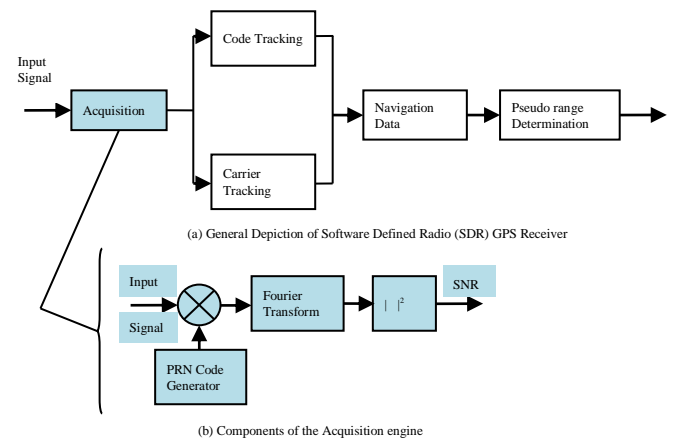 Code Tracking
Input
Signal
Acquisition
Navigation
Data
Pseudo range
Determination
Carrier
Tracking
(a) General Depiction of Software Defined Radio (SDR) GPS Receiver
Input
Signal
Fourier
Transform
| |²
SNR
PRN Code
Generator
(b) Components of the Acquisition engine